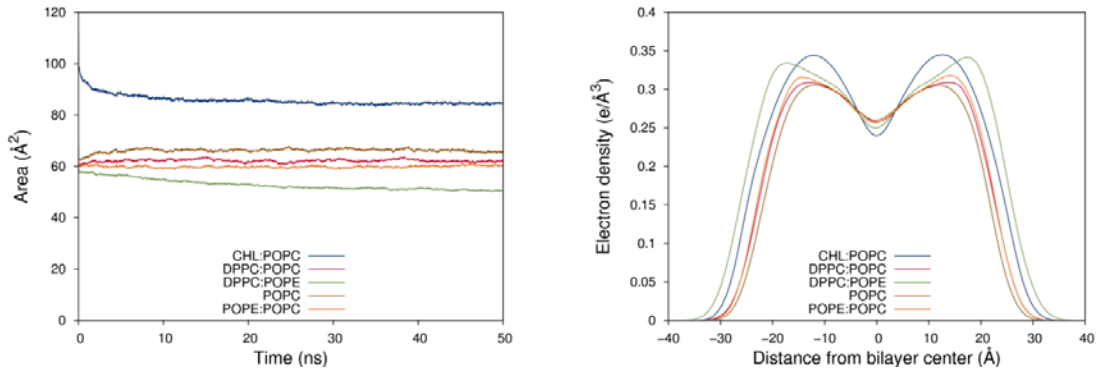 120
100
80
60
40
20
0
0
10
20
30
40
50
Area (Å²)
Time (ns)
CHL:POPC
DPPC:POPC
DPPC:POPE
POPC
POPE:POPC
0.4
0.35
0.3
0.25
0.2
0.15
0.1
0.05
0
−40
−30
−20
−10
0
10
20
30
40
Electron density (e/Å³)
Distance from bilayer center (Å)
CHL:POPC
DPPC:POPC
DPPC:POPE
POPC
POPE:POPC